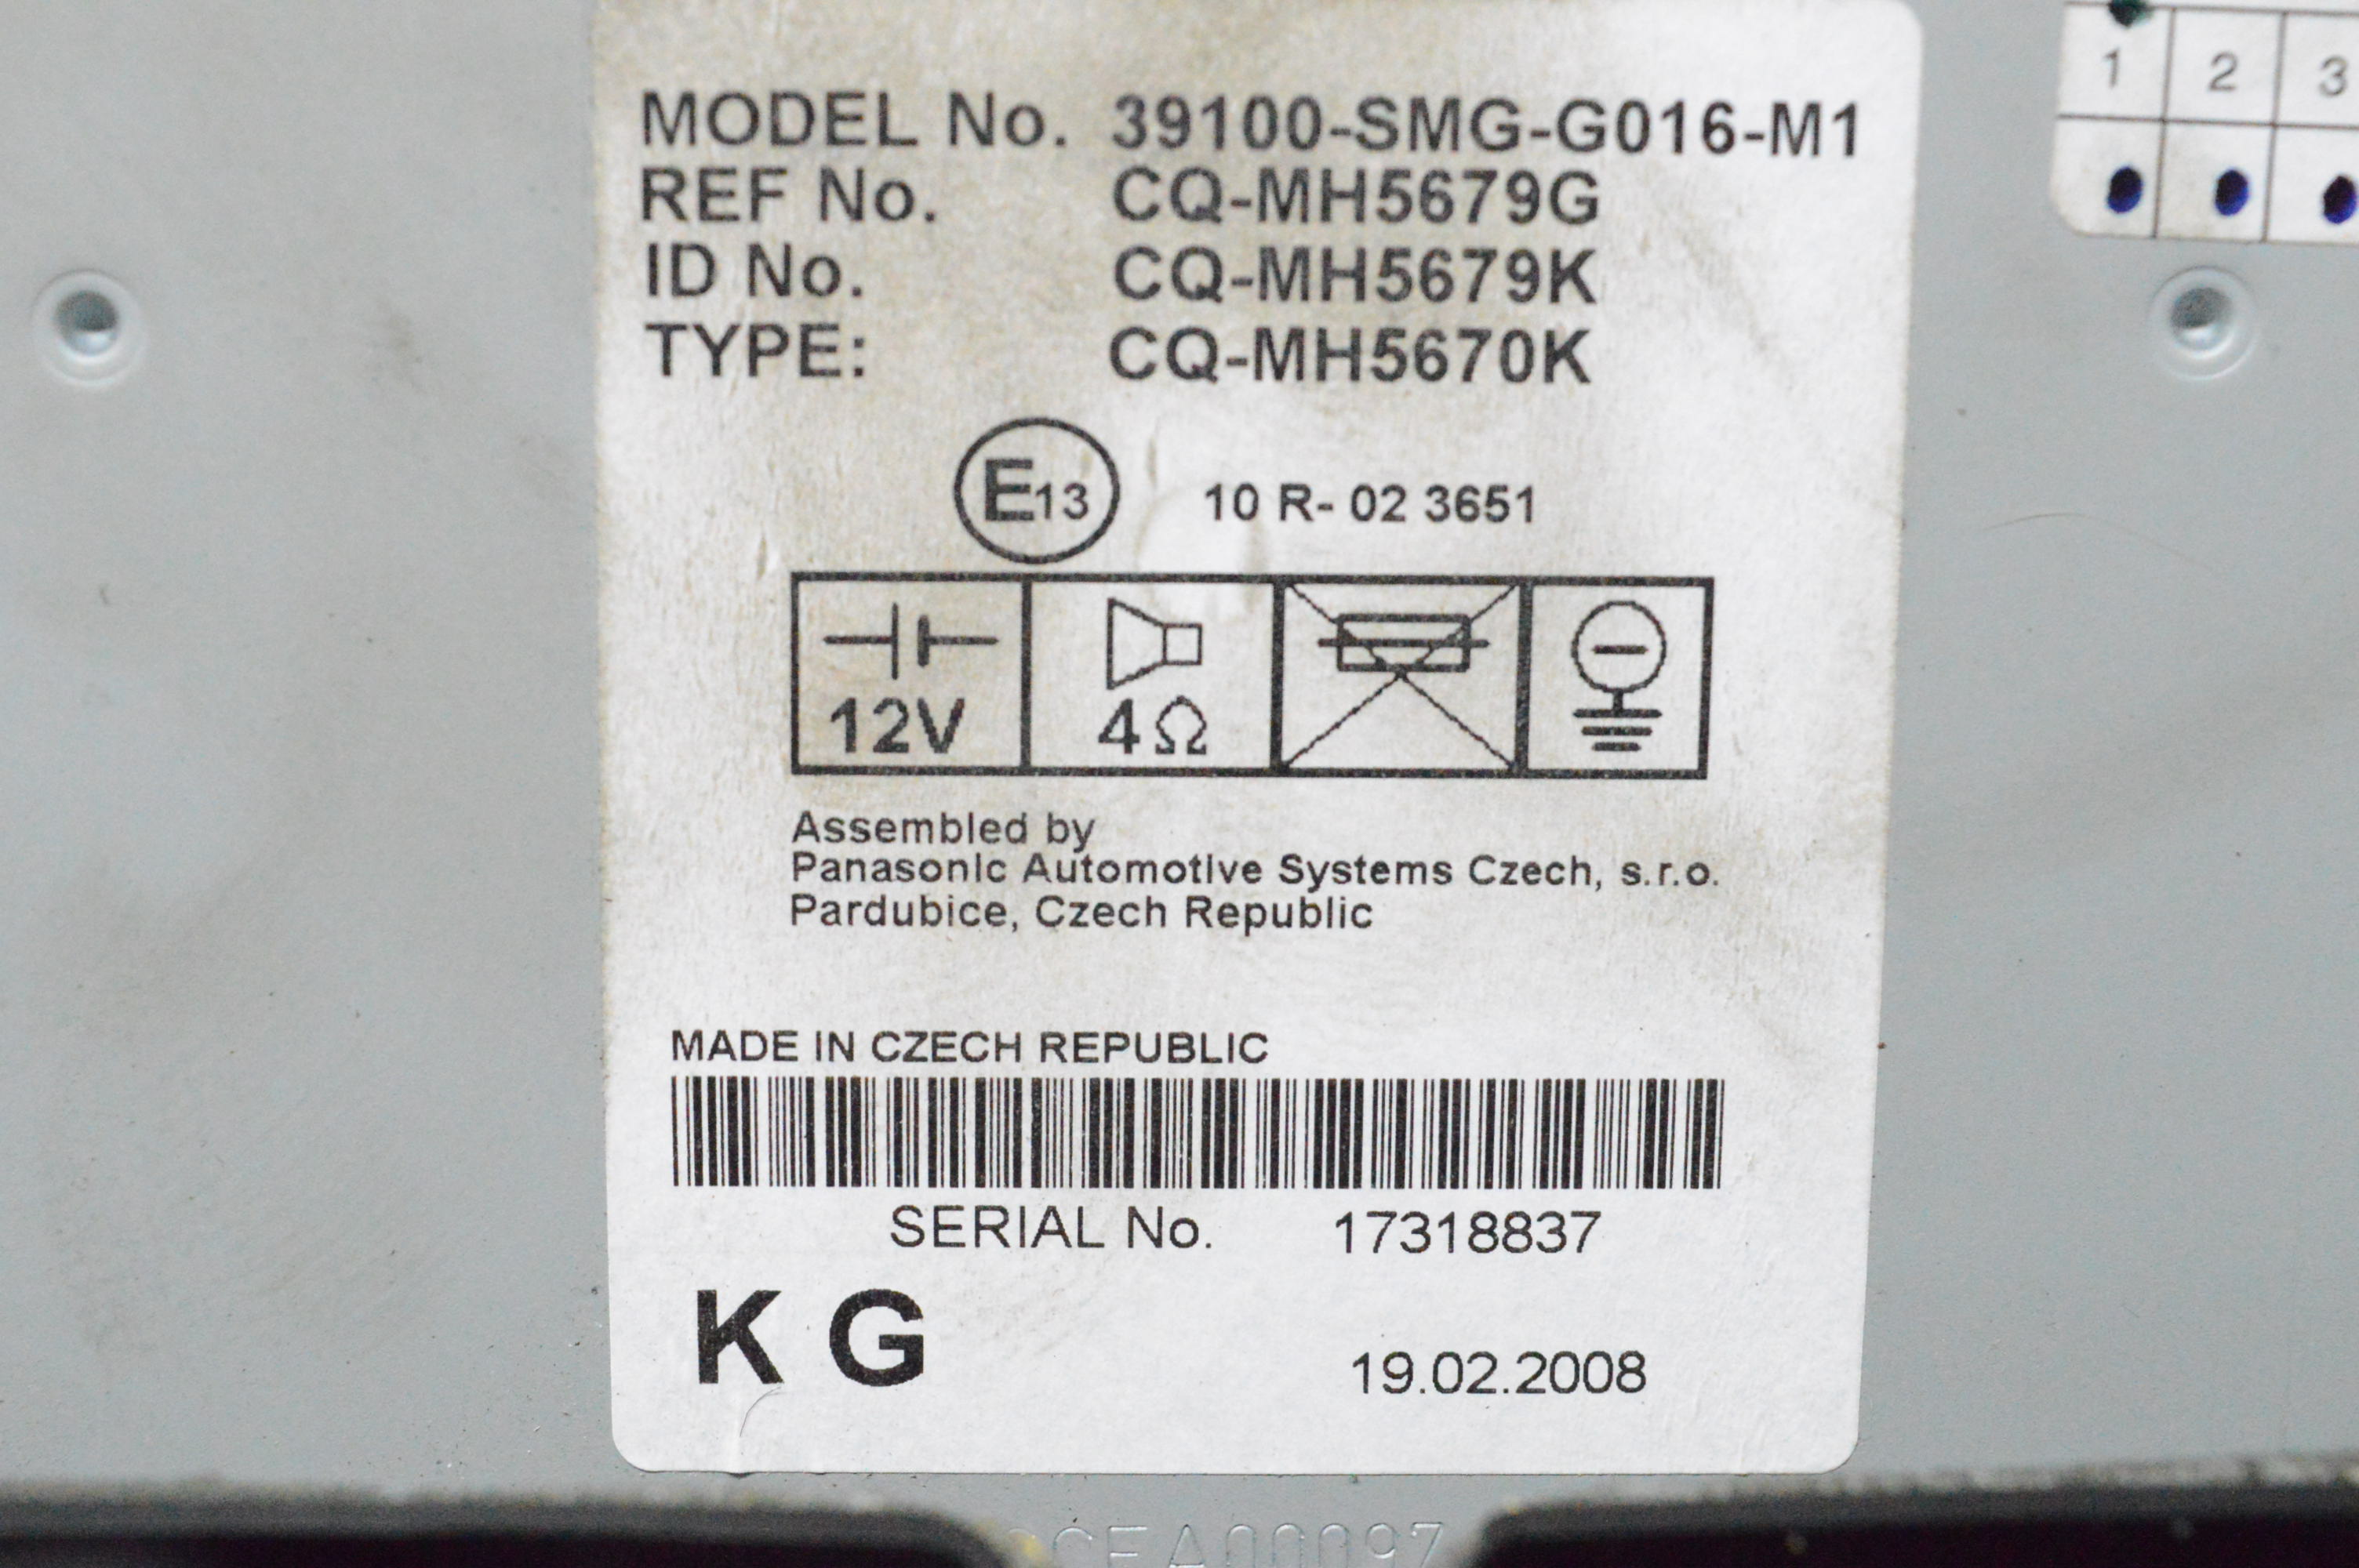 MODEL No. 39100-SMG-G016-M1
REF No. CQ-MH5679G
ID No. CQ-MH5679K
TYPE: CQ-MH5670K
E13 10 R- 02 3651
12V 4Ω
Assembled by
Panasonic Automotive Systems Czech, s.r.o.
Pardubice, Czech Republic
MADE IN CZECH REPUBLIC
SERIAL No. 17318837
K G
19.02.2008
1 2 3